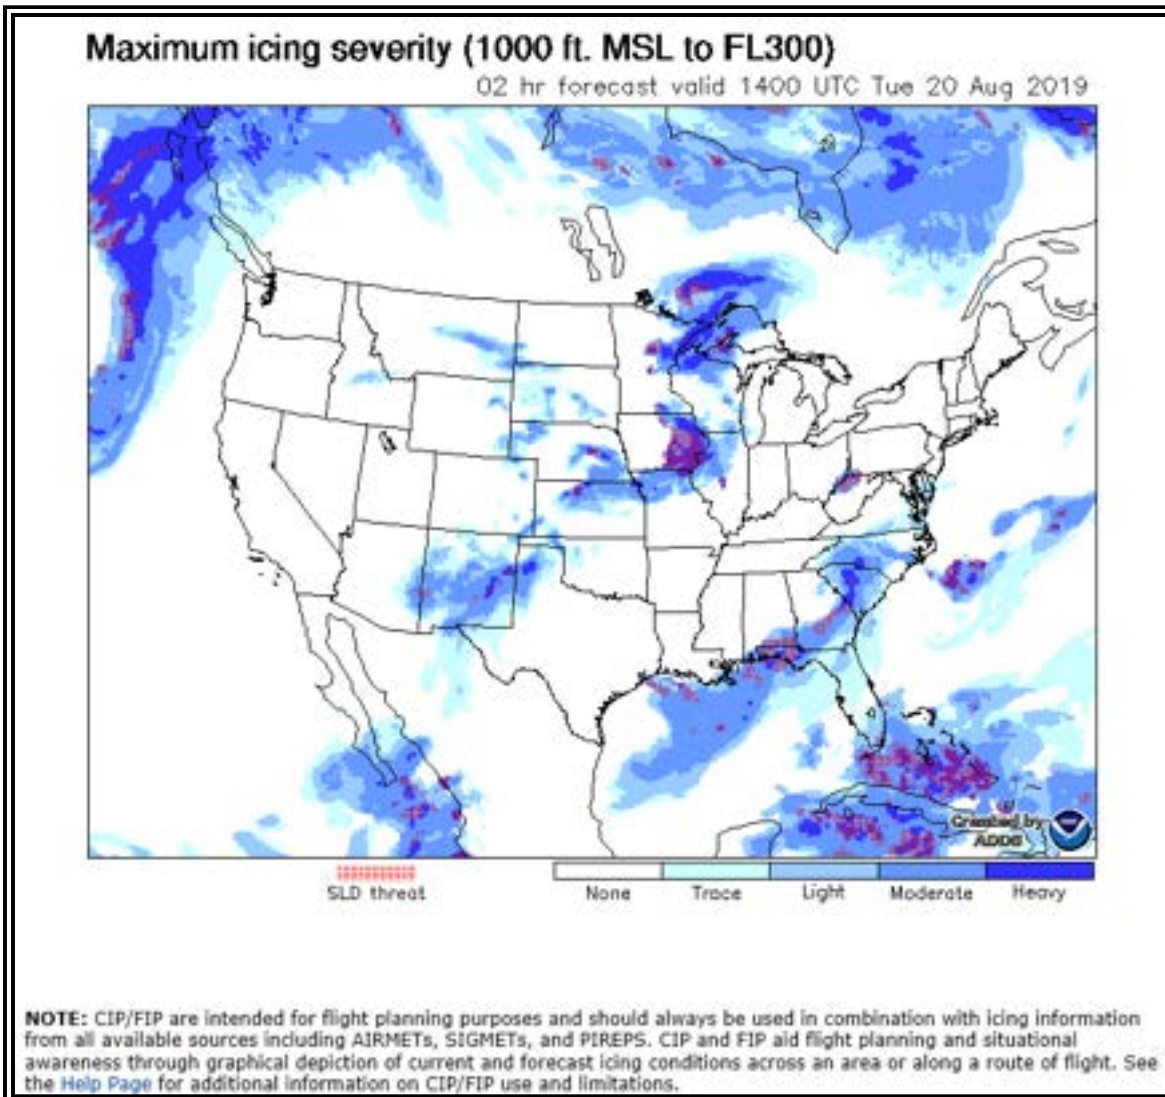 Maximum icing severity (1000 ft. MSL to FL300)
02 hr forecast valid 1400 UTC Tue 20 Aug 2019
Created by
ADDS
SLD threat
None Trace Light Moderate Heavy
NOTE: CIP/FIP are intended for flight planning purposes and should always be used in combination with icing information
from all available sources including AIRMETs, SIGMETs, and PIREPS. CIP and FIP aid flight planning and situational
awareness through graphical depiction of current and forecast icing conditions across an area or along a route of flight. See
the Help Page for additional information on CIP/FIP use and limitations.